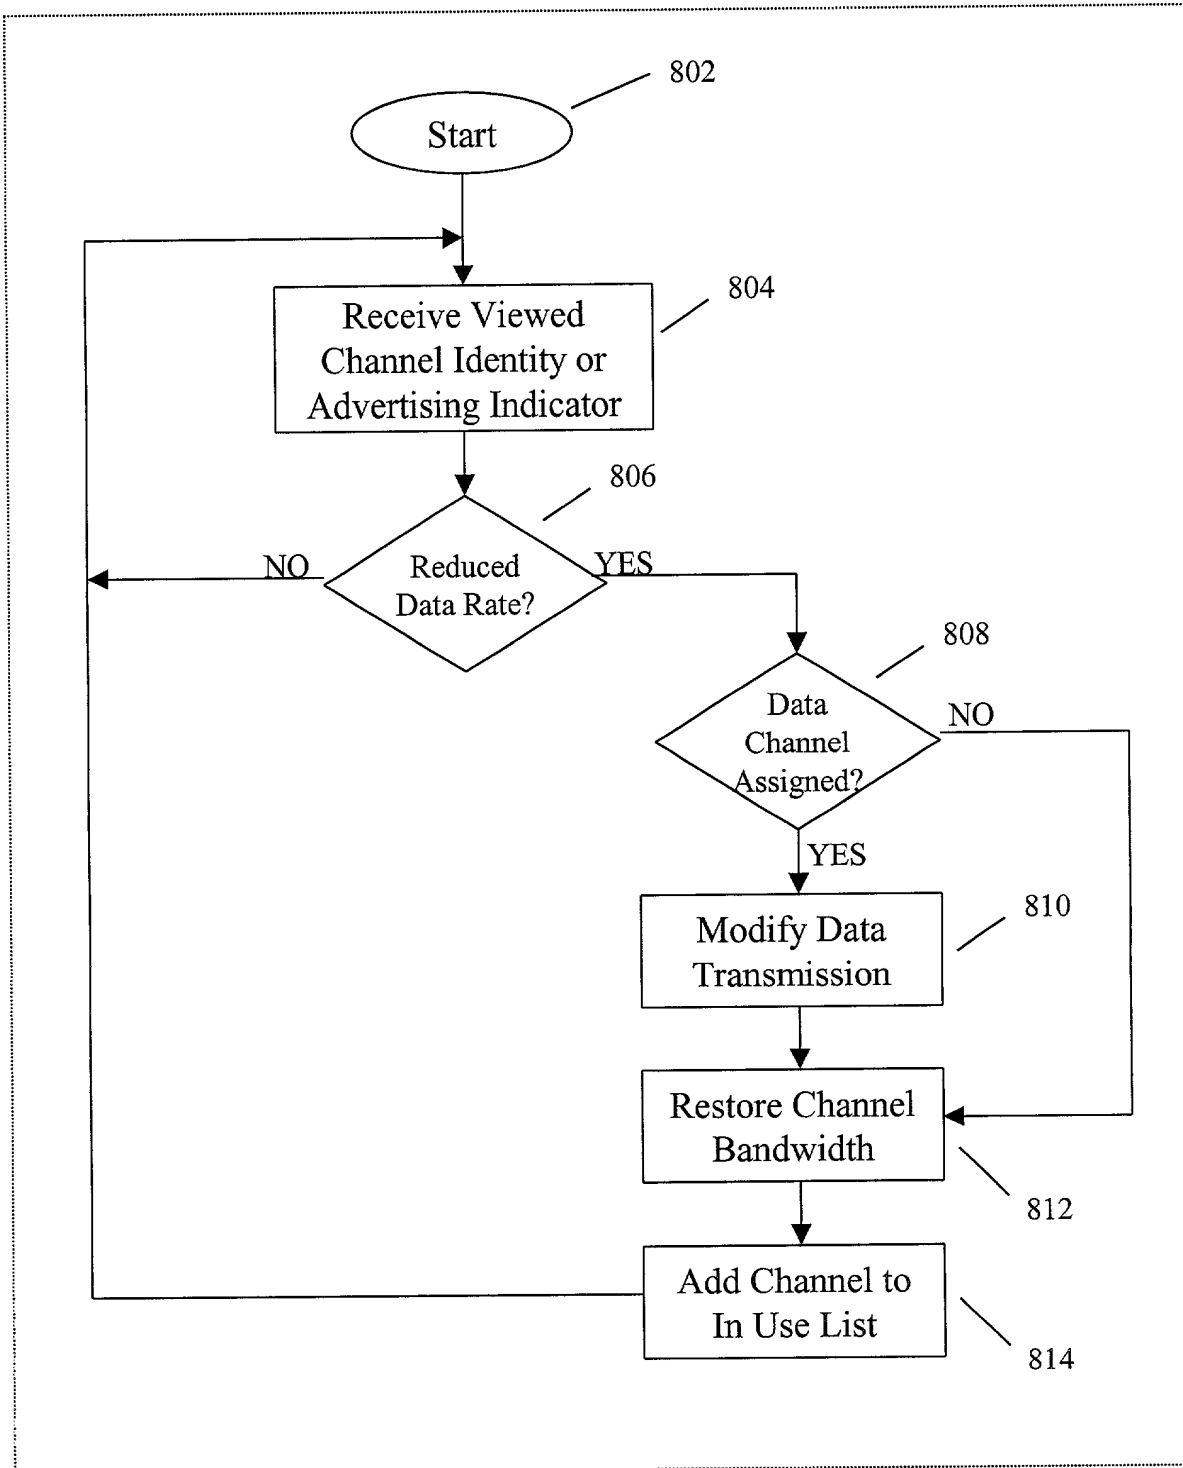 802
Start
804
Receive Viewed
Channel Identity or
Advertising Indicator
806
NO
YES
Reduced
Data Rate?
808
Data
Channel
Assigned?
NO
YES
810
Modify Data
Transmission
Restore Channel
Bandwidth
812
Add Channel to
In Use List
814